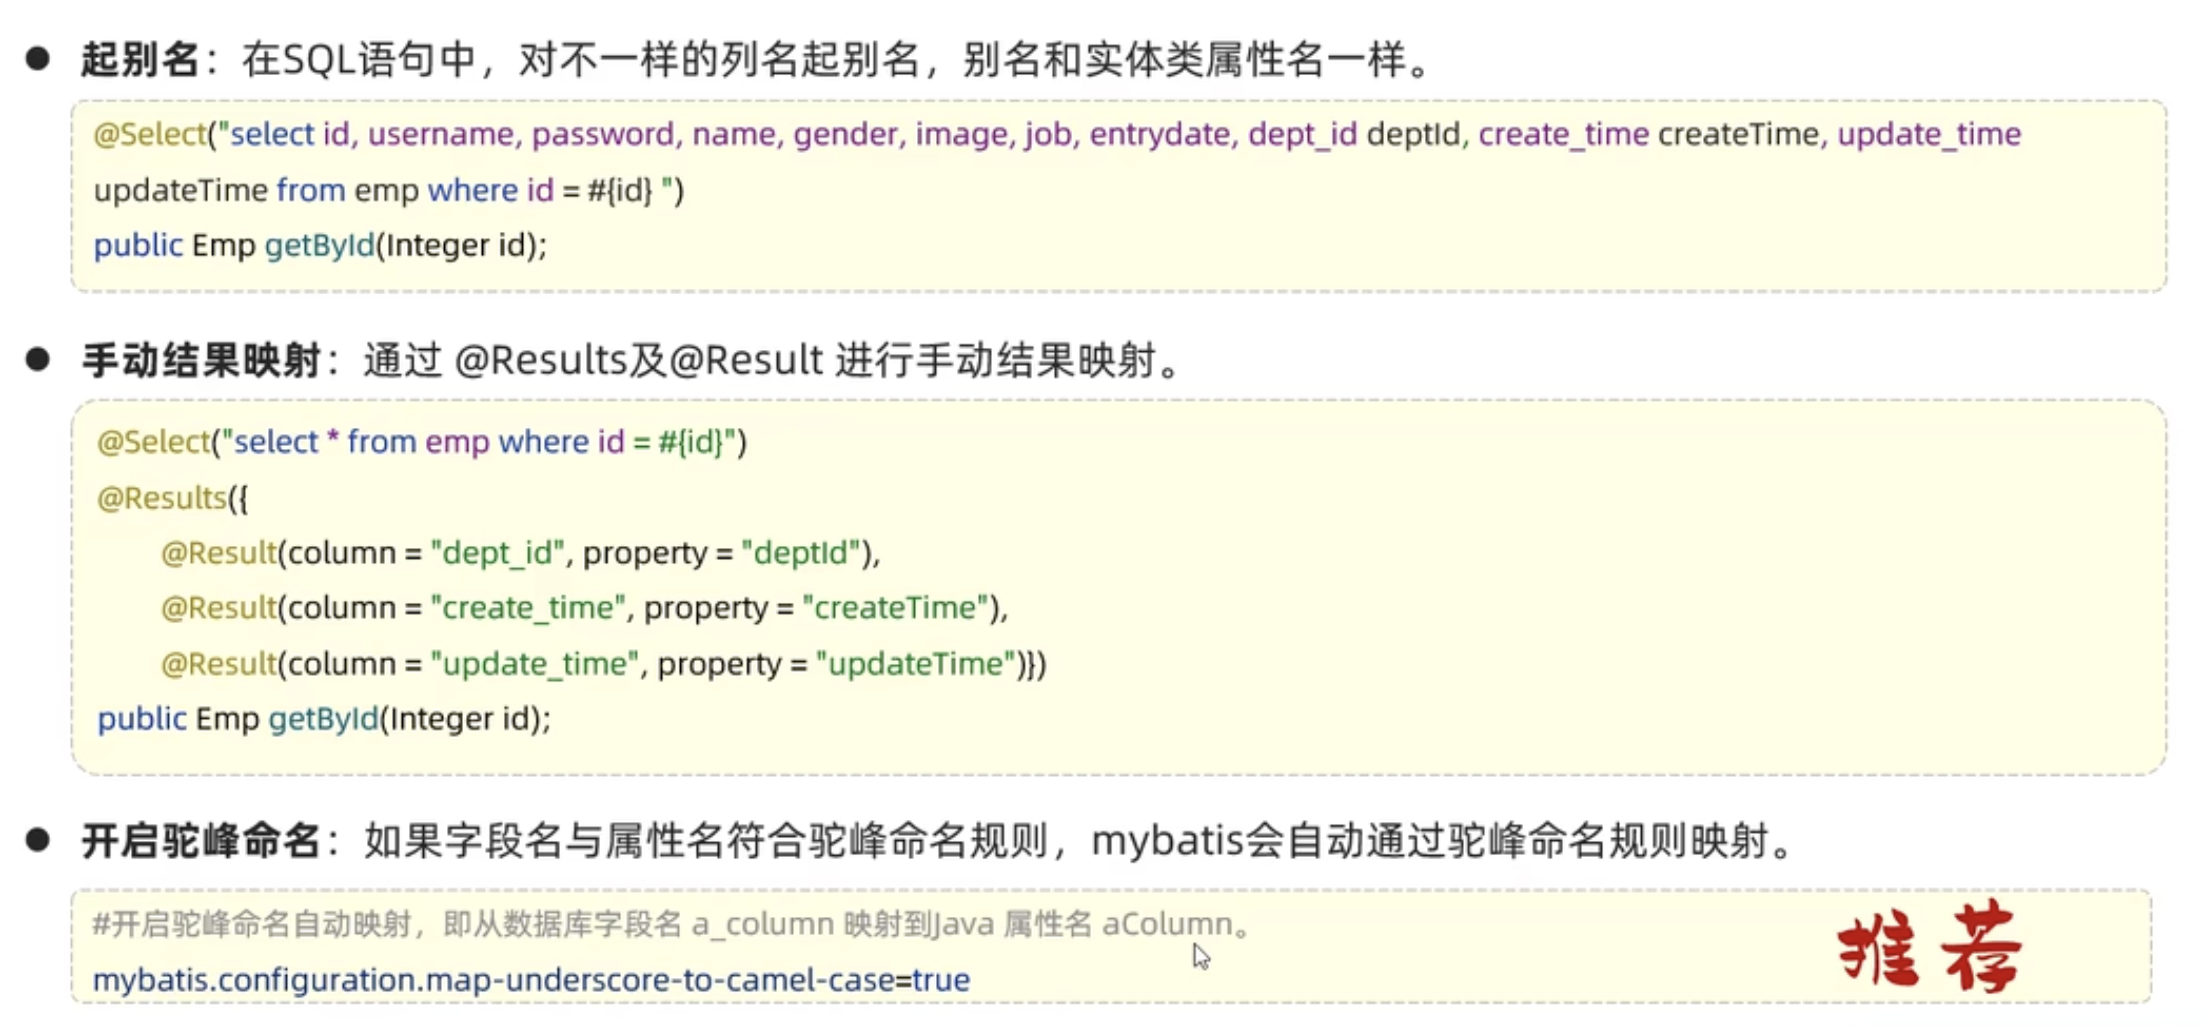 ● 起别名：在SQL语句中，对不一样的列名起别名，别名和实体类属性名一样。
@Select("select id, username, password, name, gender, image, job, entrydate, dept_id deptId, create_time createTime, update_time
updateTime from emp where id = #{id} ")
public Emp getById(Integer id);
● 手动结果映射：通过 @Results及@Result 进行手动结果映射。
@Select("select * from emp where id = #{id}")
@Results({
@Result(column = "dept_id", property = "deptId"),
@Result(column = "create_time", property = "createTime"),
@Result(column = "update_time", property = "updateTime")})
public Emp getById(Integer id);
● 开启驼峰命名：如果字段名与属性名符合驼峰命名规则，mybatis会自动通过驼峰命名规则映射。
#开启驼峰命名自动映射，即从数据库字段名 a_column 映射到Java 属性名 aColumn。
mybatis.configuration.map-underscore-to-camel-case=true
推荐